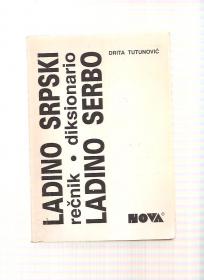 DRITA TUTUNOVIĆ
LADINO SRPSKI
rečnik • diksionario
LADINO SERBO
NOVA